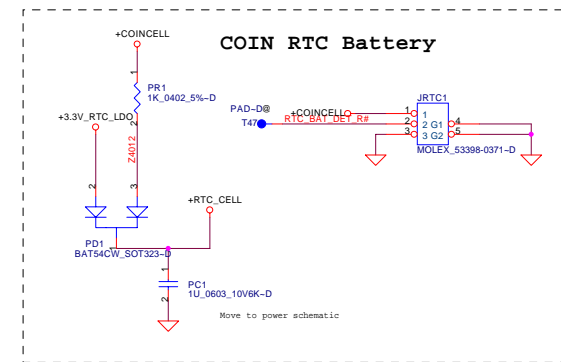 COIN RTC Battery
+COINCELL
1
PR1
1K_0402_5%~D
2
Z4012
+3.3V_RTC_LDO
2
3
PD1
1
BAT54CW_SOT323~D
+RTC_CELL
1
PC1
1U_0603_10V6K~D
2
Move to power schematic
PAD~D@
T47
+COINCELL
RTC_BAT_DET_R#
JRTC1
1
1
2
2 G1
4
3
3 G2
5
MOLEX_53398-0371~D